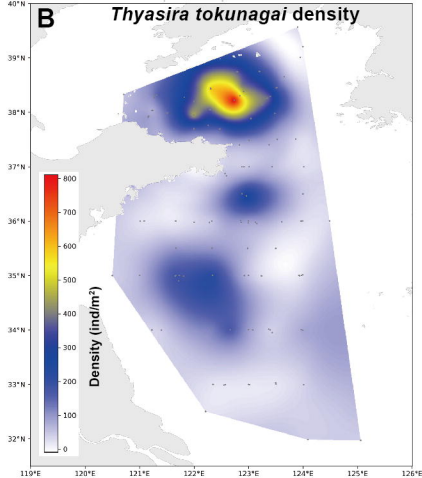 B
Thyasira tokunagai density
40°N
39°N
38°N
37°N
36°N
35°N
34°N
33°N
32°N
800
700
600
500
400
300
200
100
0
Density (ind/m²)
119°E 120°E 121°E 122°E 123°E 124°E 125°E 126°E